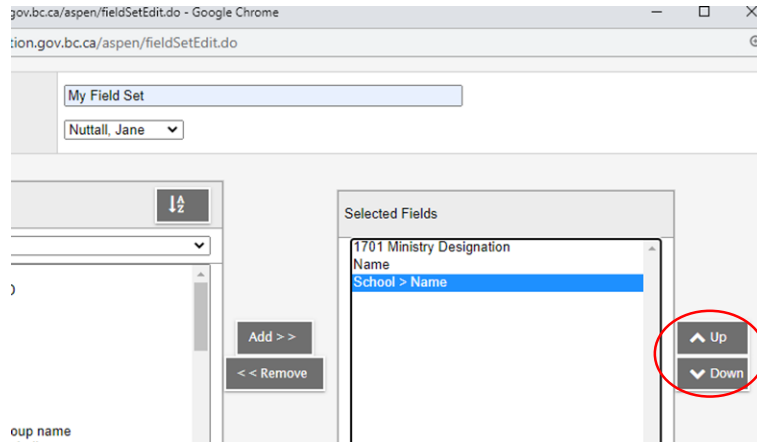 gov.bc.ca/aspen/fieldSetEdit.do - Google Chrome
tion.gov.bc.ca/aspen/fieldSetEdit.do
My Field Set
Nuttall, Jane
Selected Fields
1701 Ministry Designation
Name
School > Name
Add > >
< < Remove
Up
Down
oup name